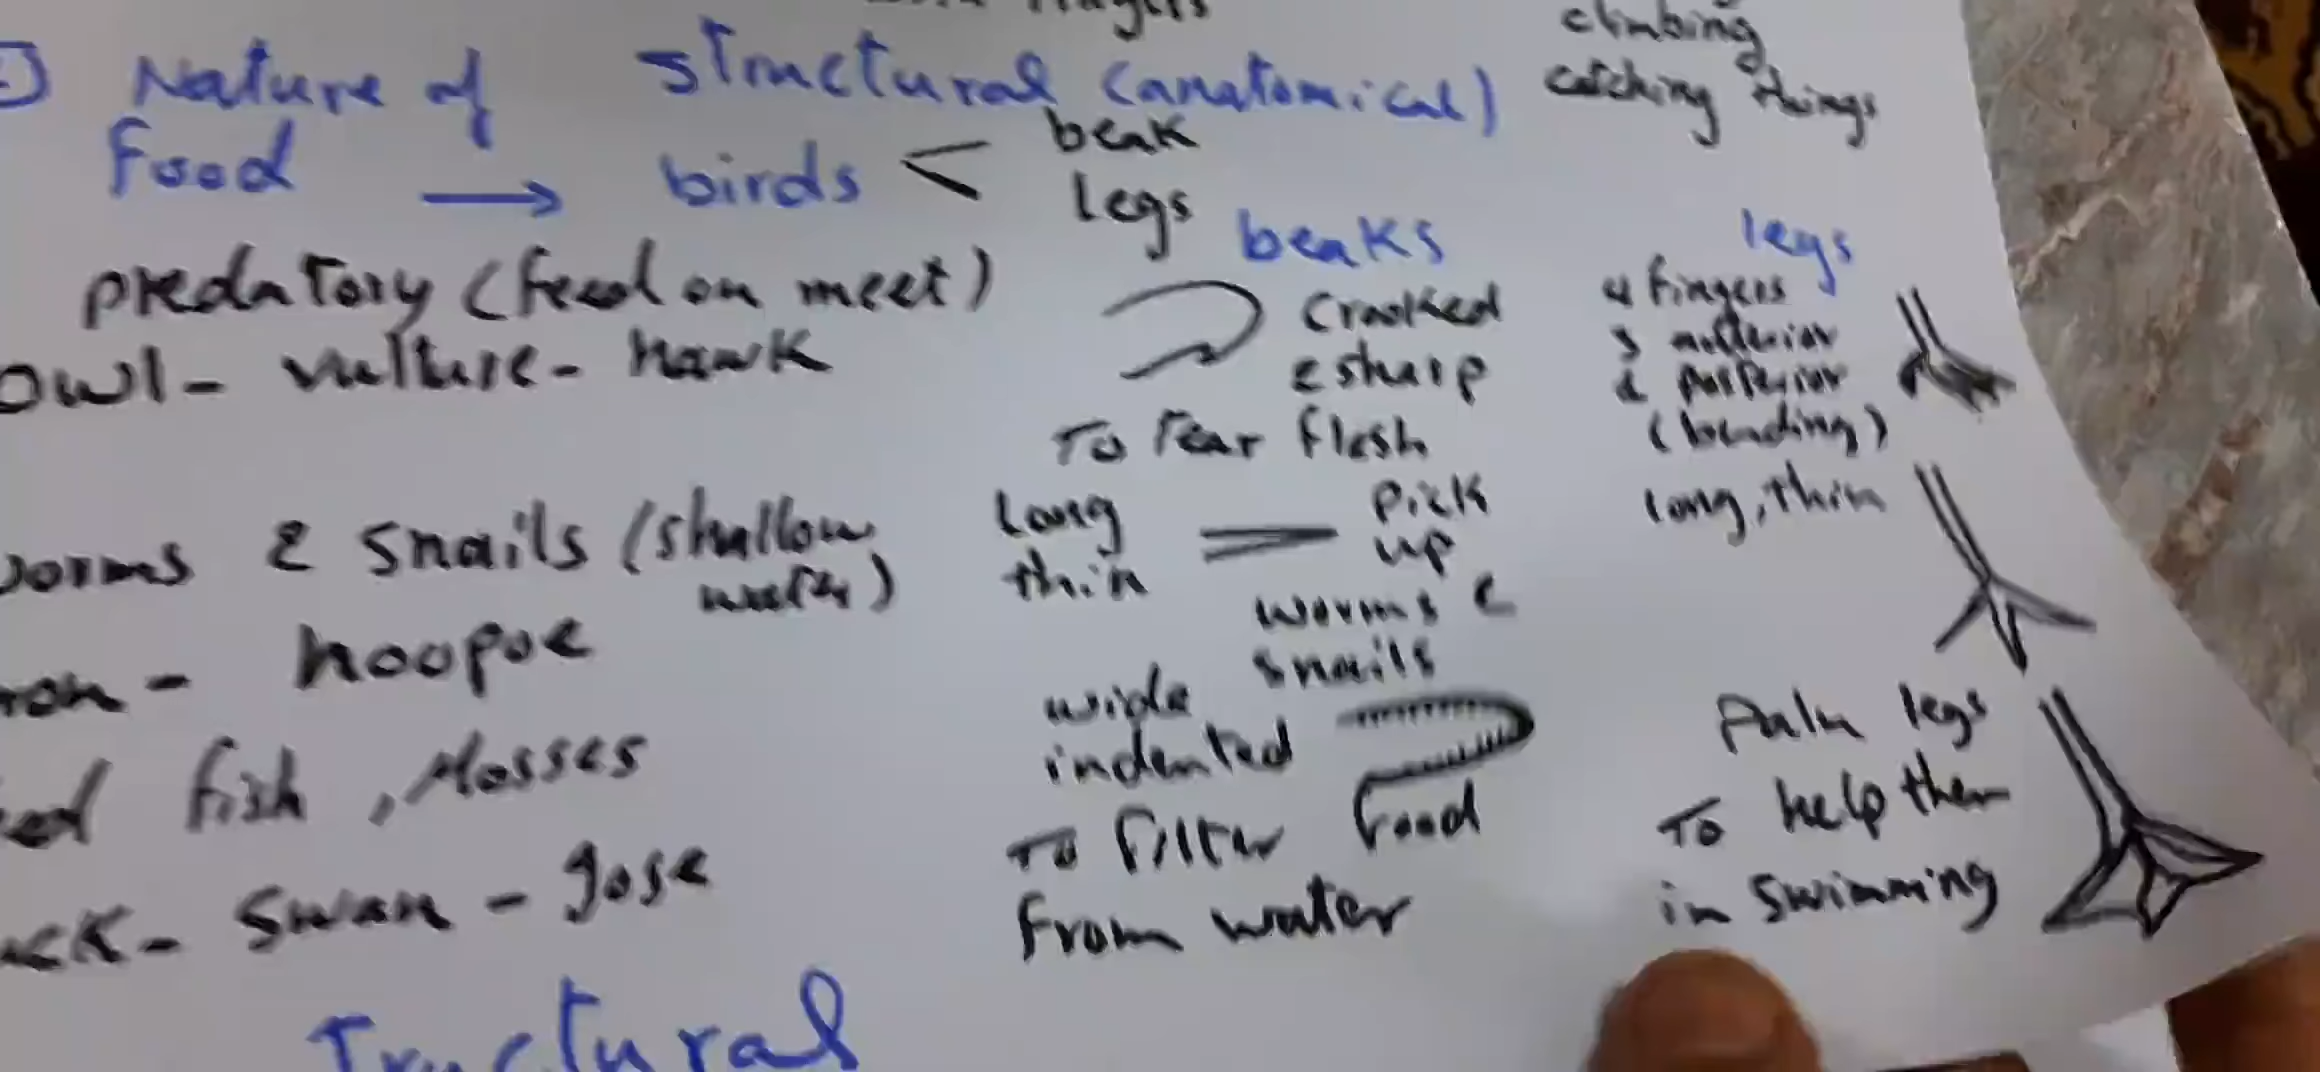 climbing
catching things
Nature of structural (anatomical)
Food → birds < beak
legs
beaks legs
predatory (feed on meet)
owl - vulture - Hawk
crooked
& sharp
To Tear flesh
4 fingers
3 anterior
posterior
(bending)
worms & snails (shallow
water)
hoopoe
long
thin
pick
up
worms &
snails
long, thin
fish, Mosses
swan - gose
wide
indented
To filter food
from water
Palm legs
To help them
in swimming
Tructural